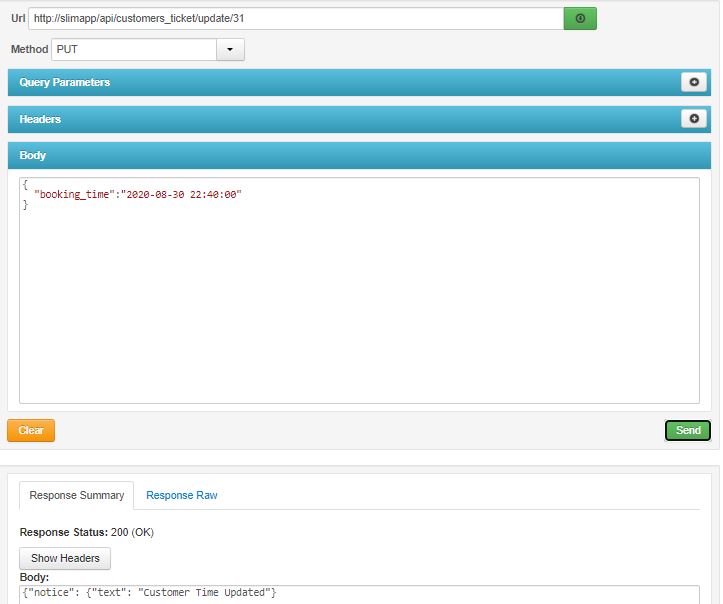 Url http://slimapp/api/customers_ticket/update/31
Method PUT
Query Parameters
Headers
Body
{
"booking_time":"2020-08-30 22:40:00"
}
Clear Send
Response Summary Response Raw
Response Status: 200 (OK)
Show Headers
Body:
{"notice": {"text": "Customer Time Updated"}